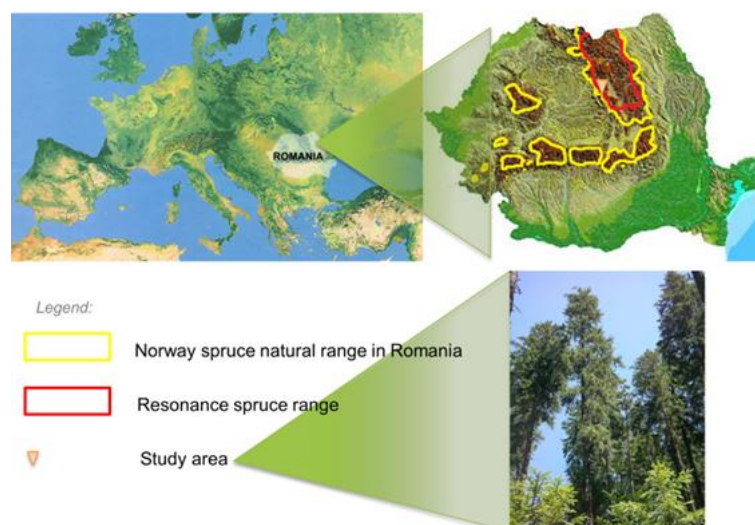 ROMANIA
Legend:
Norway spruce natural range in Romania
Resonance spruce range
Study area